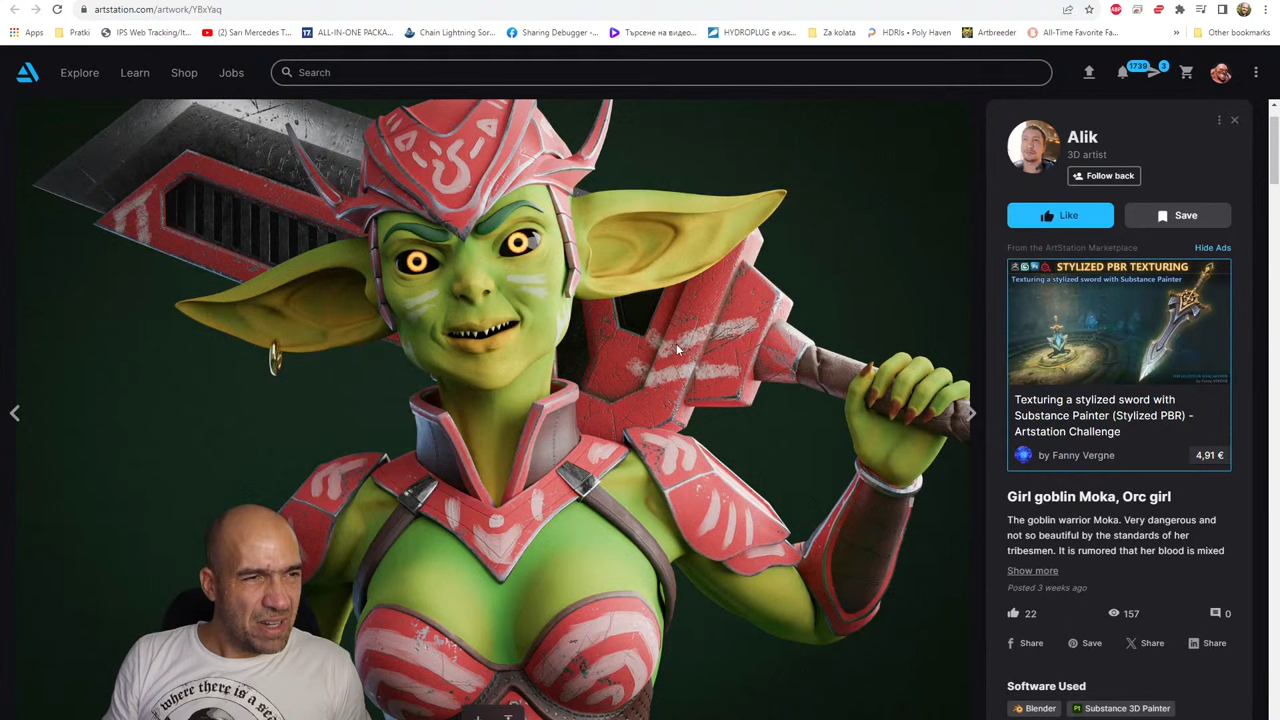 artstation.com/artwork/YBxYaq
Apps
Pratki
IPS Web Tracking/It...
(2) Sarı Mercedes T...
ALL-IN-ONE PACKA...
Chain Lightning Sor...
Sharing Debugger -...
Търсене на видео...
HYDROPLUG е изк...
Za kolata
HDRIs • Poly Haven
Artbreeder
All-Time Favorite Fa...
»
Other bookmarks
Explore
Learn
Shop
Jobs
Search
1739
3
Alik
3D artist
Follow back
Like
Save
From the ArtStation Marketplace
Hide Ads
STYLIZED PBR TEXTURING
Texturing a stylized sword with Substance Painter
Texturing a stylized sword with
Substance Painter (Stylized PBR) -
Artstation Challenge
by Fanny Vergne
4,91 €
Girl goblin Moka, Orc girl
The goblin warrior Moka. Very dangerous and
not so beautiful by the standards of her
tribesmen. It is rumored that her blood is mixed
Show more
Posted 3 weeks ago
22
157
0
Share
Save
Share
Share
Software Used
Blender
Substance 3D Painter
where there is a sea